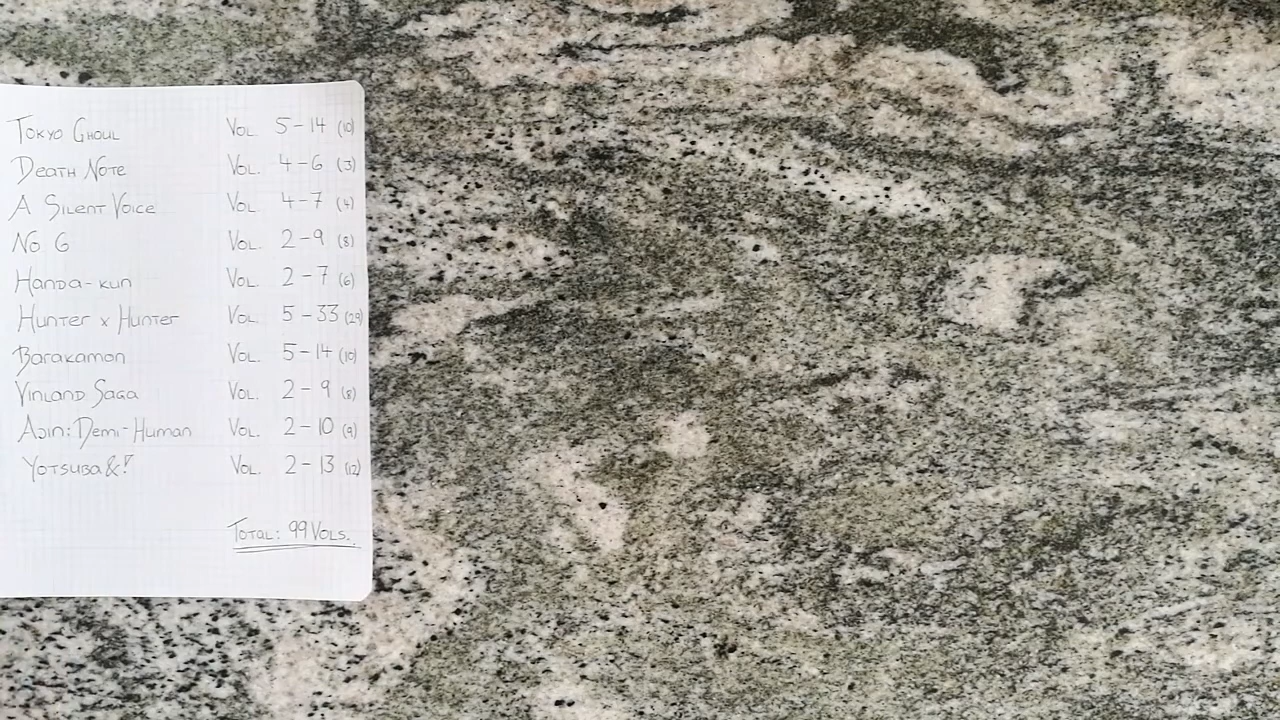 Tokyo Ghoul Vol. 5-14 (10)
Death Note Vol. 4-6 (3)
A Silent Voice Vol. 4-7 (4)
No. 6 Vol. 2-9 (8)
Handa-kun Vol. 2-7 (6)
Hunter x Hunter Vol. 5-33 (29)
Barakamon Vol. 5-14 (10)
Vinland Saga Vol. 2-9 (8)
Ajin: Demi-Human Vol. 2-10 (9)
Yotsuba&! Vol. 2-13 (12)
Total: 99 Vols.